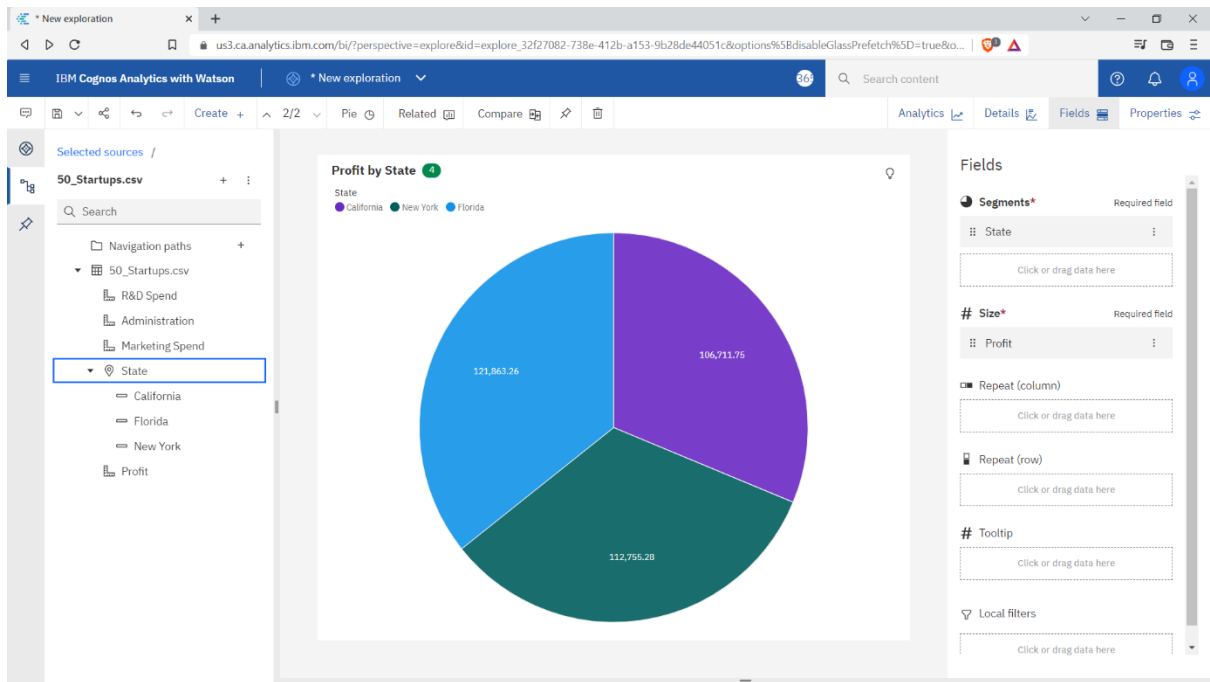 * New exploration
us3.ca.analytics.ibm.com/bi/?perspective=explore&id=explore_32f27082-738e-412b-a153-9b28de44051c&options%5BdisableGlassPrefetch%5D=true&o...
IBM Cognos Analytics with Watson
* New exploration
Search content
Create +
2/2
Pie
Related
Compare
Analytics
Details
Fields
Properties
Selected sources /
50_Startups.csv
Search
Navigation paths
50_Startups.csv
R&D Spend
Administration
Marketing Spend
State
California
Florida
New York
Profit
Profit by State 4
State
California New York Florida
106,711.75
121,863.26
112,755.28
Fields
Segments* Required field
State
Click or drag data here
# Size* Required field
Profit
Repeat (column)
Click or drag data here
Repeat (row)
Click or drag data here
# Tooltip
Click or drag data here
Local filters
Click or drag data here